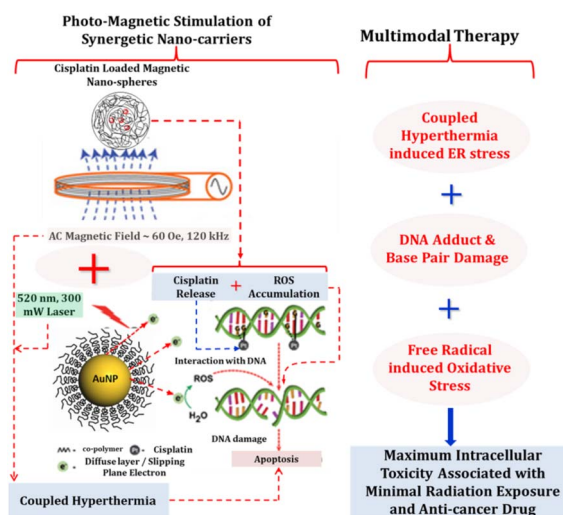 Photo-Magnetic Stimulation of
Synergetic Nano-carriers
Cisplatin Loaded Magnetic
Nano-spheres
AC Magnetic Field ~ 60 Oe, 120 kHz
+
520 nm, 300
mW Laser
Cisplatin
Release
+
ROS
Accumulation
G
G
G
G
Pt
Pt
Interaction with DNA
e-
e-
e-
AuNP
ROS
H2O
DNA damage
- co-polymer
Pt - Cisplatin
e- - Diffuse layer / Slipping
Plane Electron
Apoptosis
Coupled Hyperthermia
Multimodal Therapy
Coupled
Hyperthermia
induced ER stress
+
DNA Adduct &
Base Pair Damage
+
Free Radical
induced Oxidative
Stress
Maximum Intracellular
Toxicity Associated with
Minimal Radiation Exposure
and Anti-cancer Drug